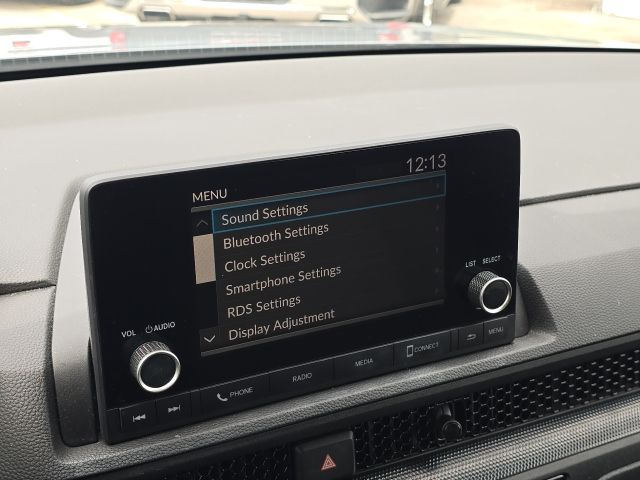 12:13
MENU
Sound Settings
Bluetooth Settings
Clock Settings
Smartphone Settings
RDS Settings
Display Adjustment
LIST SELECT
VOL AUDIO
PHONE
RADIO
MEDIA
CONNECT
MENU